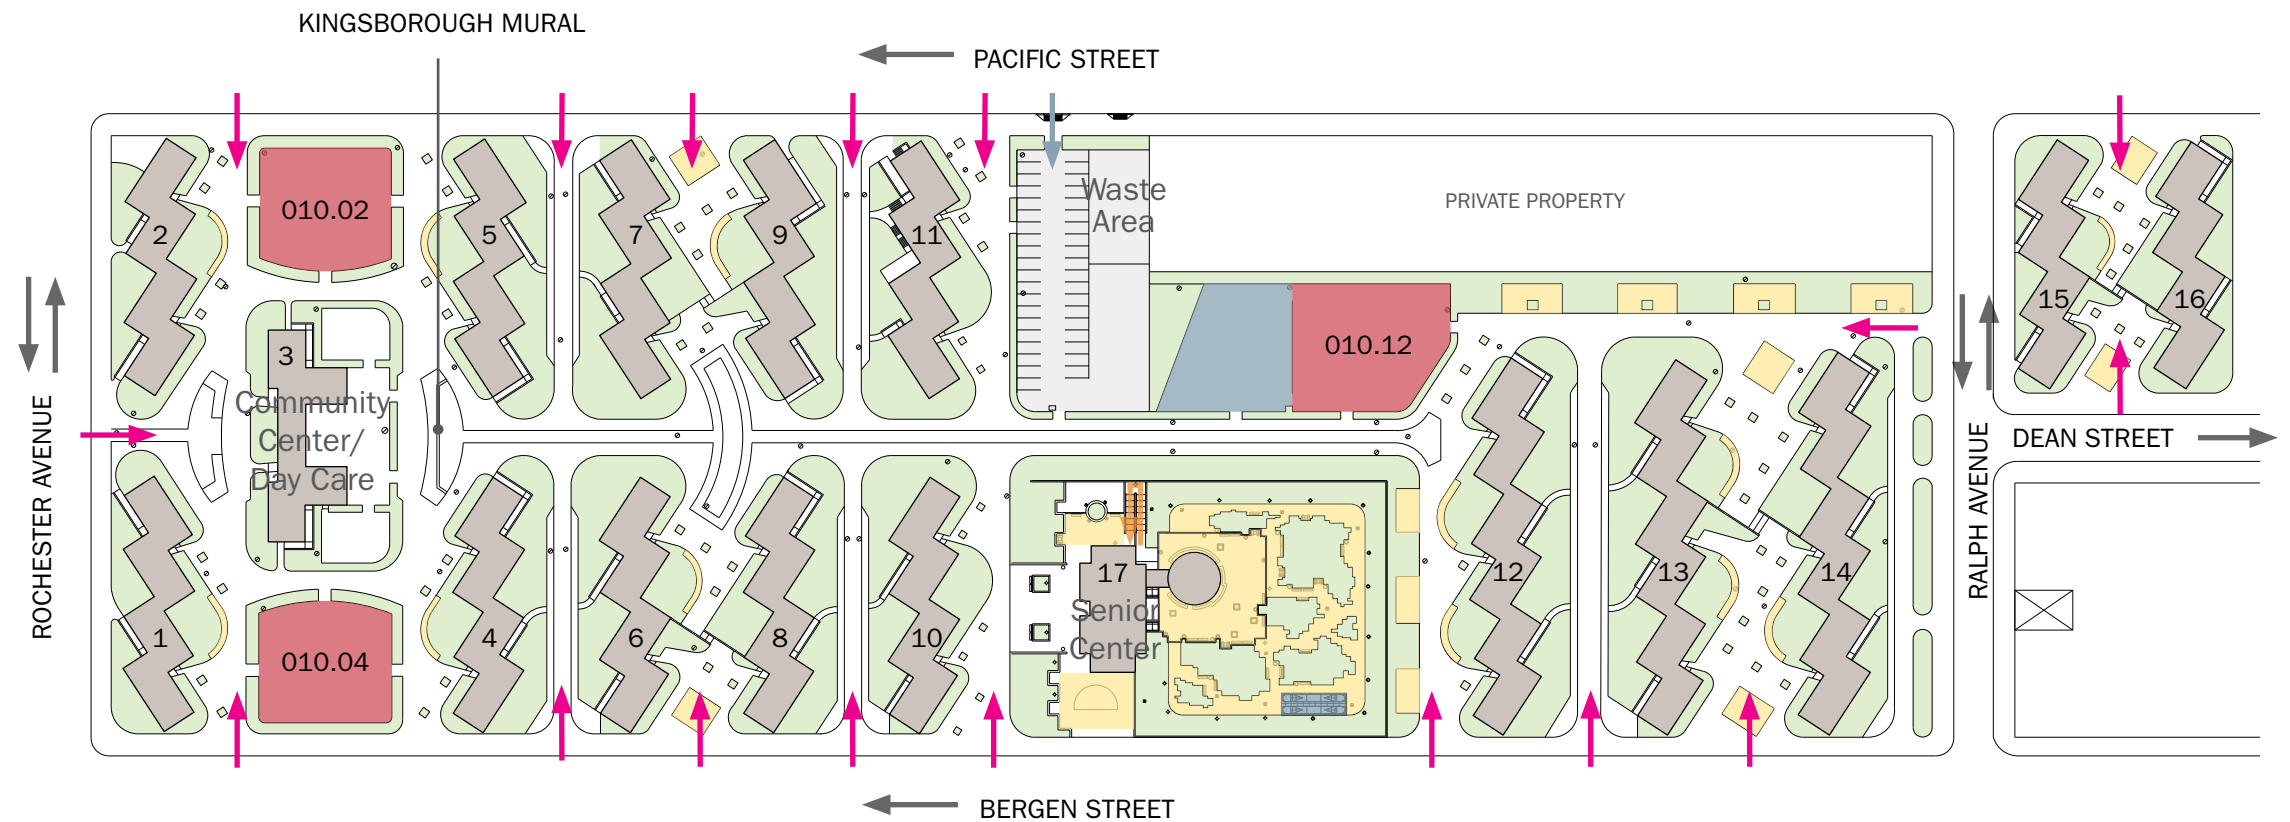 KINGSBOROUGH MURAL
PACIFIC STREET
Waste
Area
PRIVATE PROPERTY
010.02
2
5
7
9
11
15
16
3
010.12
Community
Center/
Day Care
ROCHESTER AVENUE
RALPH AVENUE
DEAN STREET
17
Senior
Center
12
13
14
1
010.04
4
6
8
10
BERGEN STREET